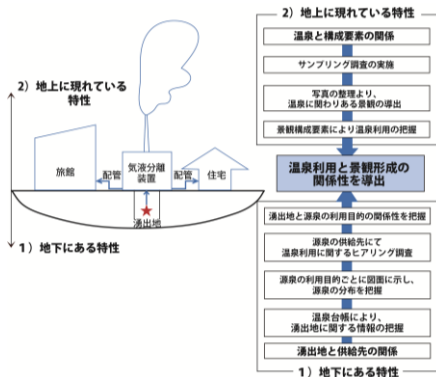 2）地上に現れている
特性
旅館
配管
気液分離
装置
配管
住宅
湧出地
1）地下にある特性
2）地上に現れている特性
温泉と構成要素の関係
サンプリング調査の実施
写真の整理より、
温泉に関わりある景観の導出
景観構成要素により温泉利用の把握
温泉利用と景観形成の
関係性を導出
湧出地と源泉の利用目的の関係性を把握
源泉の供給先にて
温泉利用に関するヒアリング調査
源泉の利用目的ごとに図面に示し、
源泉の分布を把握
温泉台帳により、
湧出地に関する情報の把握
湧出地と供給先の関係
1）地下にある特性